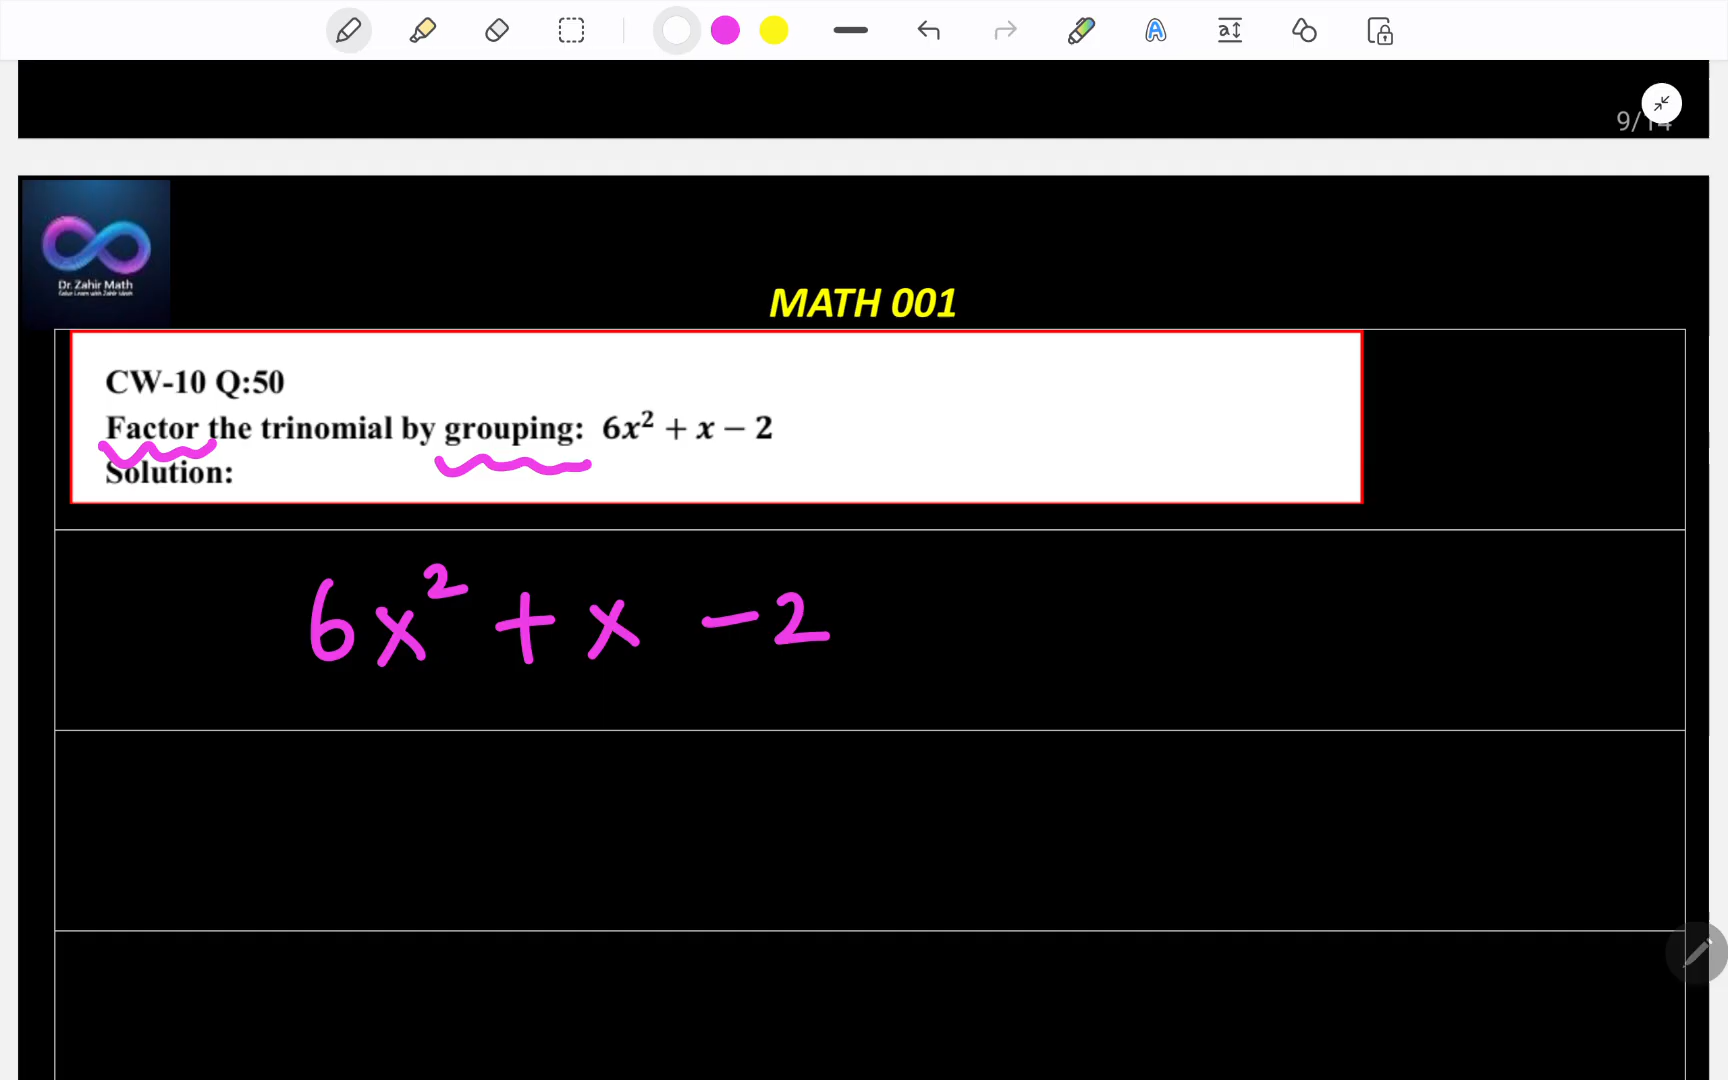 9/14
Dr. Zahir Math
MATH 001
CW-10 Q:50
Factor the trinomial by grouping: 6x² + x − 2
Solution:
6x² + x − 2